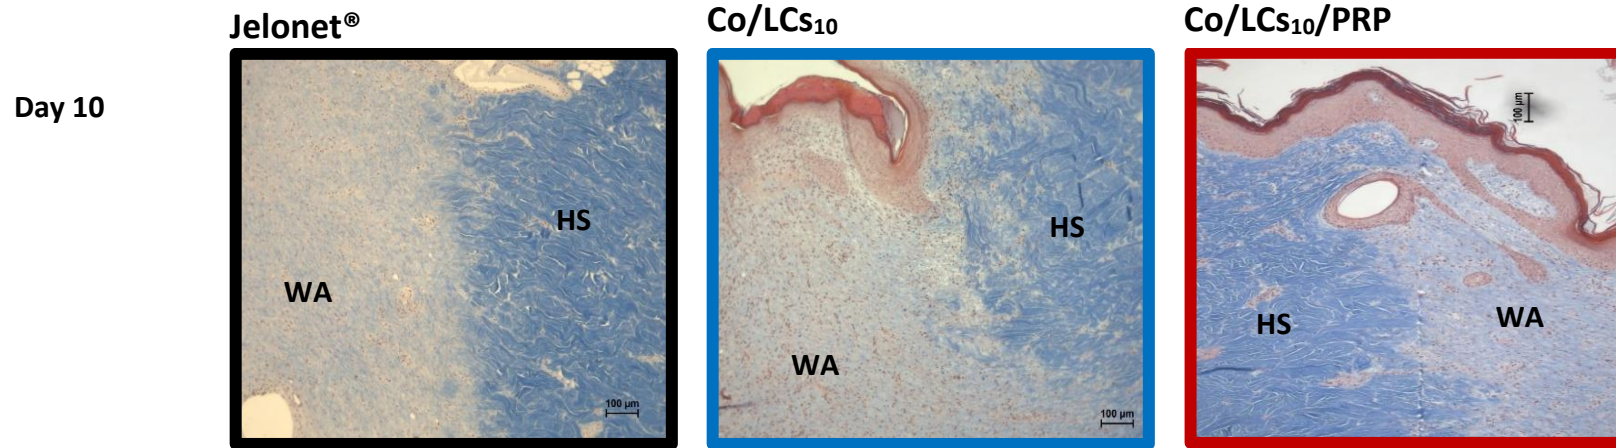 Jelonet® Co/LCs₁₀ Co/LCs₁₀/PRP
Day 10
HS
WA
100 µm
HS
WA
100 µm
100 µm
HS
WA